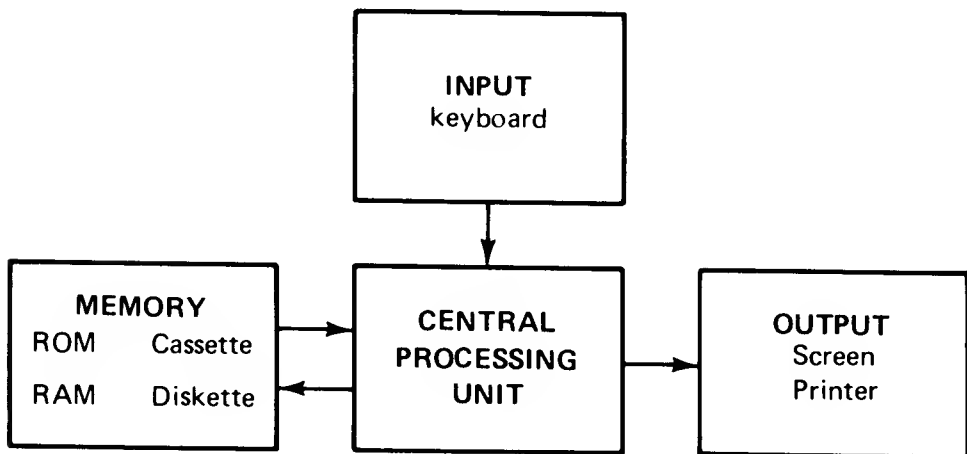 INPUT
keyboard
MEMORY
ROM Cassette
RAM Diskette
CENTRAL
PROCESSING
UNIT
OUTPUT
Screen
Printer